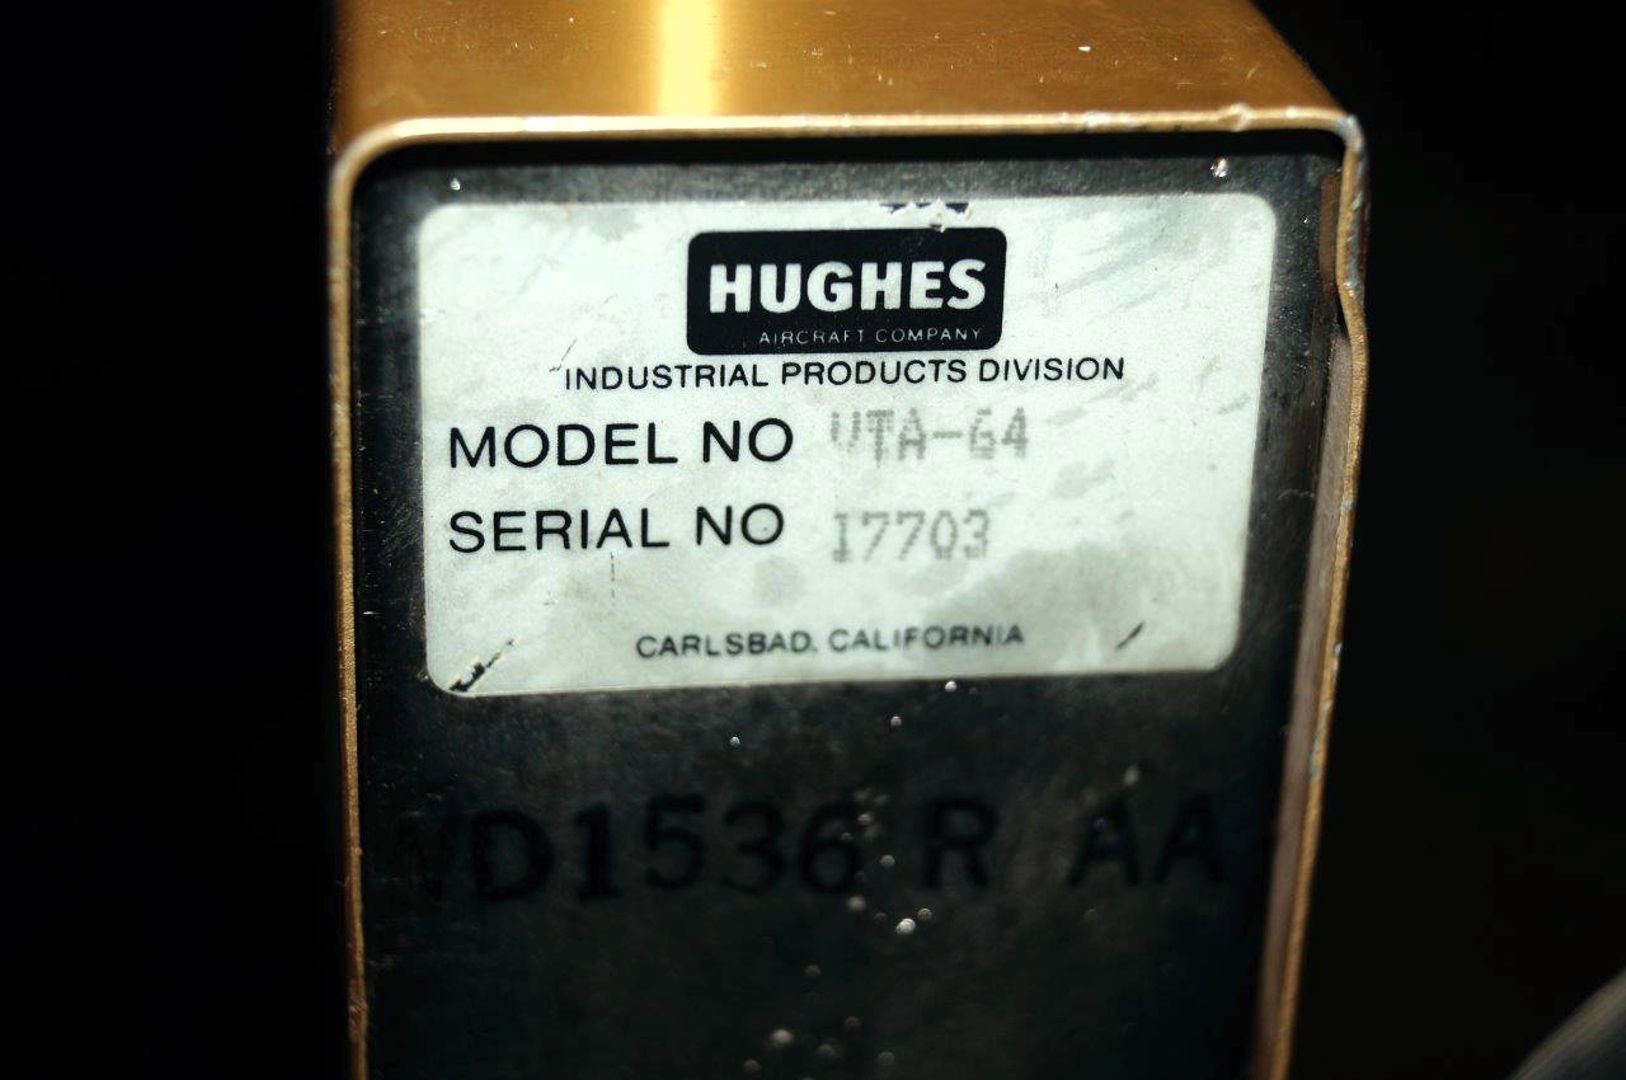 HUGHES
AIRCRAFT COMPANY
INDUSTRIAL PRODUCTS DIVISION
MODEL NO VTA-64
SERIAL NO 17703
CARLSBAD, CALIFORNIA
D1536 R AA